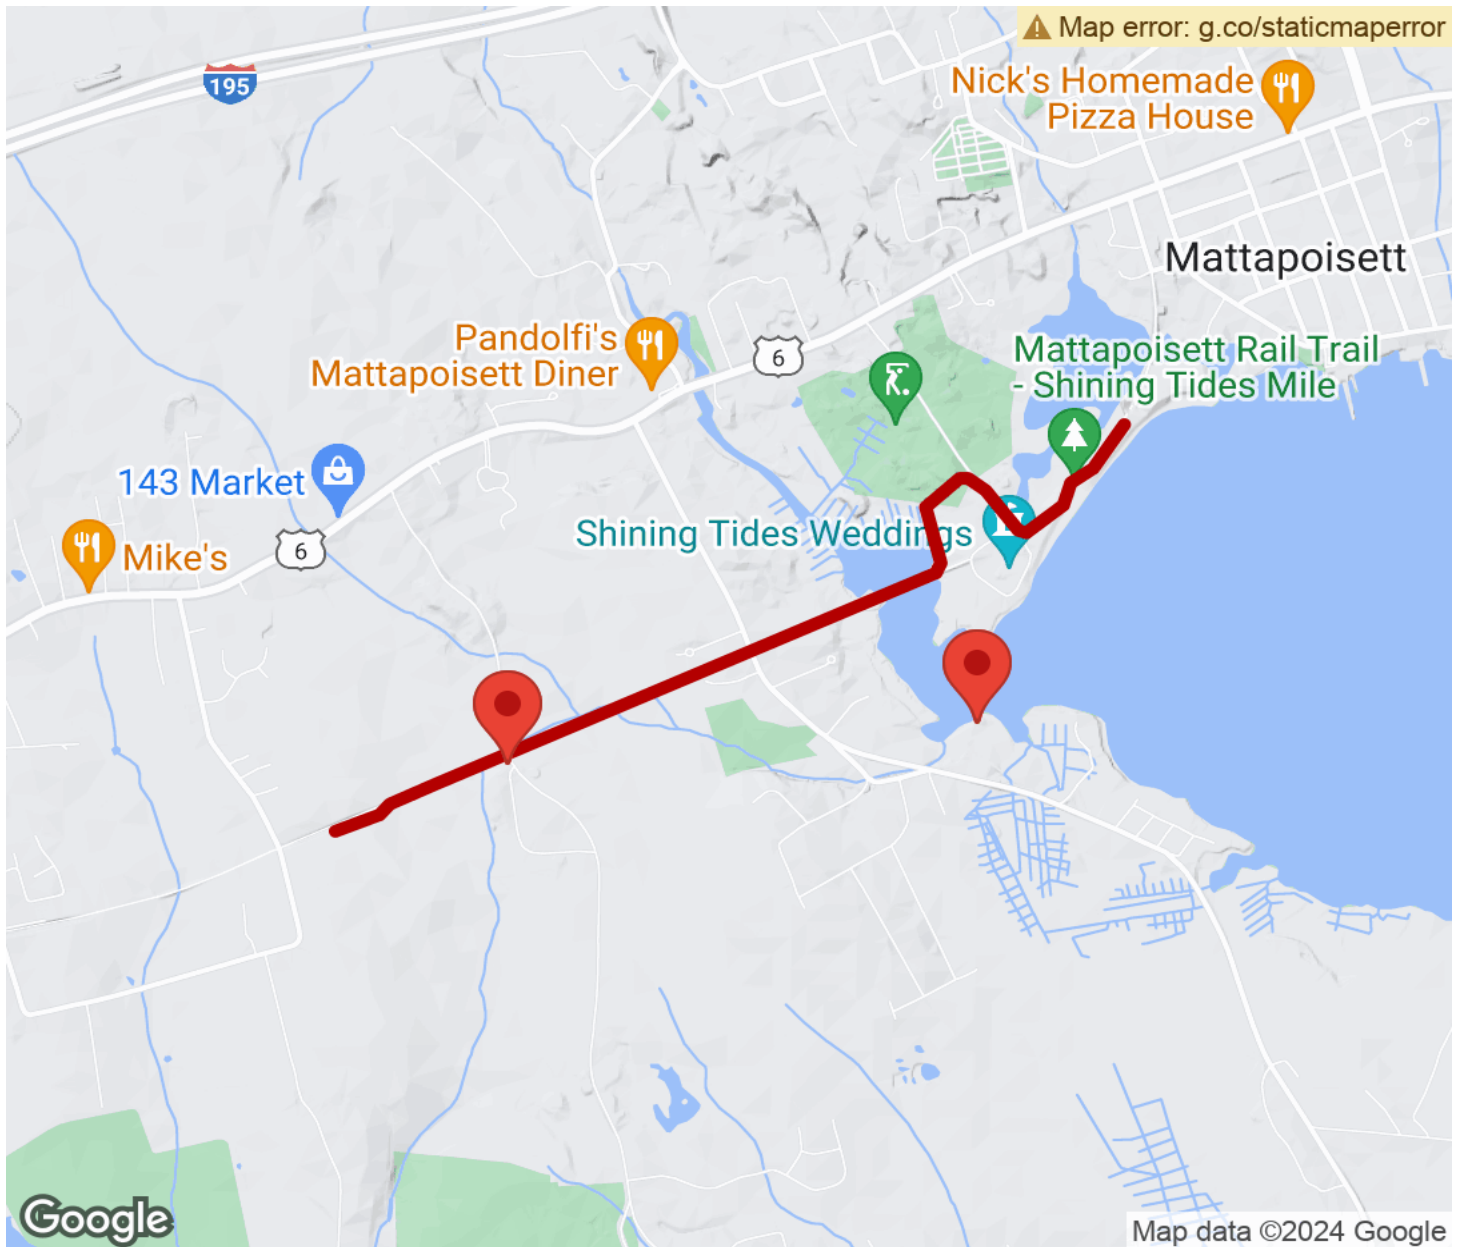 Map error: g.co/staticmaperror
195
Nick's Homemade
Pizza House
Mattapoisett
Pandolfi's
Mattapoisett Diner
6
Mattapoisett Rail Trail
- Shining Tides Mile
143 Market
Shining Tides Weddings
6
Mike's
Google
Map data ©2024 Google